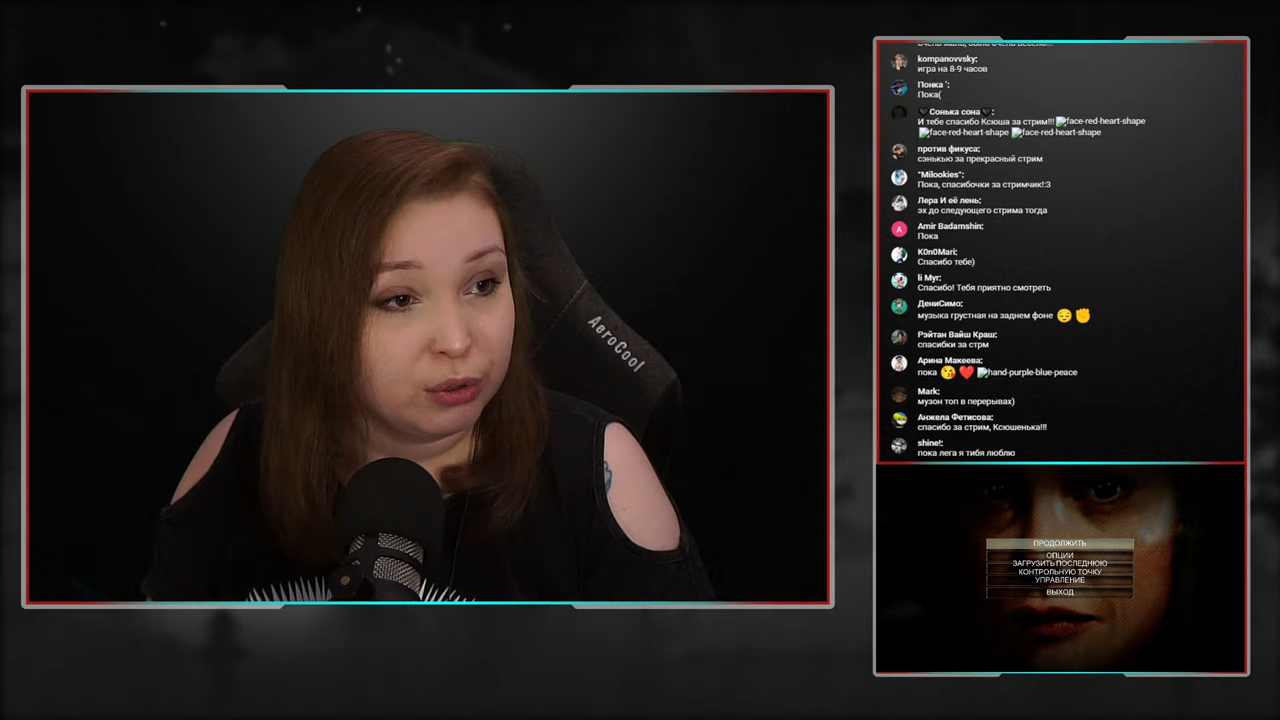 AeroCool
kompanovvsky:
игра на 8-9 часов
Понка ':
Пока(
🖤Сонька сона🖤:
И тебе спасибо Ксюша за стрим!!! face-red-heart-shape
face-red-heart-shape face-red-heart-shape
против фикуса:
сэнькью за прекрасный стрим
"Milookies":
Пока, спасибочки за стримчик!:3
Лера И её лень:
эх до следующего стрима тогда
A
Amir Badamshin:
Пока
K0n0Mari:
Спасибо тебе)
li Myr:
Спасибо! Тебя приятно смотреть
ДениСимо:
музыка грустная на заднем фоне 😔 ✊
Рэйтан Вайш Краш:
спасибки за стрм
Арина Макеева:
пока 😘 ❤️ hand-purple-blue-peace
Mark:
музон топ в перерывах)
Анжела Фетисова:
спасибо за стрим, Ксюшенька!!!
shine!:
пока лега я тибя люблю
ПРОДОЛЖИТЬ
ОПЦИИ
ЗАГРУЗИТЬ ПОСЛЕДНЮЮ
КОНТРОЛЬНУЮ ТОЧКУ
УПРАВЛЕНИЕ
ВЫХОД